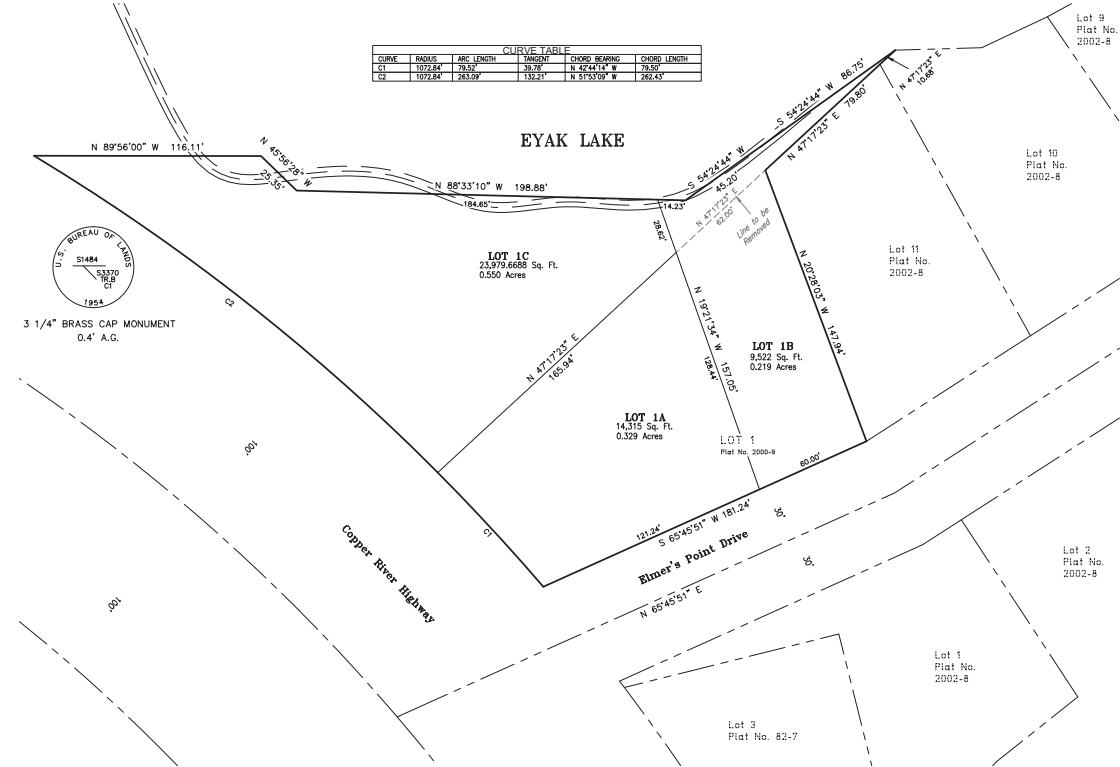 Lot 9
Plat No.
2002-8
CURVE TABLE
CURVE RADIUS ARC LENGTH TANGENT CHORD BEARING CHORD LENGTH
C1 1072.84' 79.52' 39.78' N 42°44'14" W 79.50'
C2 1072.84' 263.09' 132.21' N 51°53'09" W 262.43'
S 54°24'44" W 86.75'
N 47°17'23" E
10.68'
N 47°17'23" E
79.80'
EYAK LAKE
N 89°56'00" W 116.11'
N 45°56'28" W
25.35'
S 54°24'44" W
45.20'
N 88°33'10" W 198.88'
184.65'
14.23'
N 47°17'23" E
62.00'
Line to be
Removed
28.62'
Lot 10
Plat No.
2002-8
Lot 11
Plat No.
2002-8
U.S. BUREAU OF LANDS
S1484
S3370
TR.B
C1
1954
3 1/4" BRASS CAP MONUMENT
0.4' A.G.
LOT 1C
23,979.6688 Sq. Ft.
0.550 Acres
C2
N 20°28'03" W 147.94'
N 19°21'34" W 157.05'
128.44'
N 47°17'23" E
165.94'
LOT 1B
9,522 Sq. Ft.
0.219 Acres
LOT 1A
14,315 Sq. Ft.
0.329 Acres
LOT 1
Plat No. 2000-9
60.00'
100'
121.24'
S 65°45'51" W 181.24'
30'
C1
Copper River Highway
Elmer's Point Drive
30'
N 65°45'51" E
100'
Lot 2
Plat No.
2002-8
Lot 1
Plat No.
2002-8
Lot 3
Plat No. 82-7